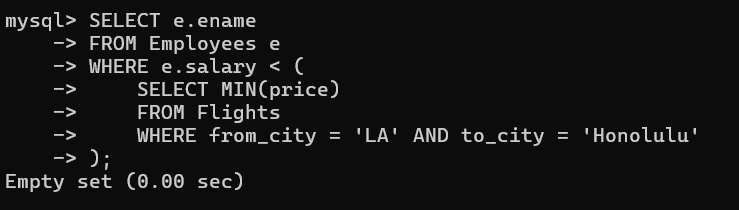 mysql> SELECT e.ename
    -> FROM Employees e
    -> WHERE e.salary < (
    ->     SELECT MIN(price)
    ->     FROM Flights
    ->     WHERE from_city = 'LA' AND to_city = 'Honolulu'
    -> );
Empty set (0.00 sec)